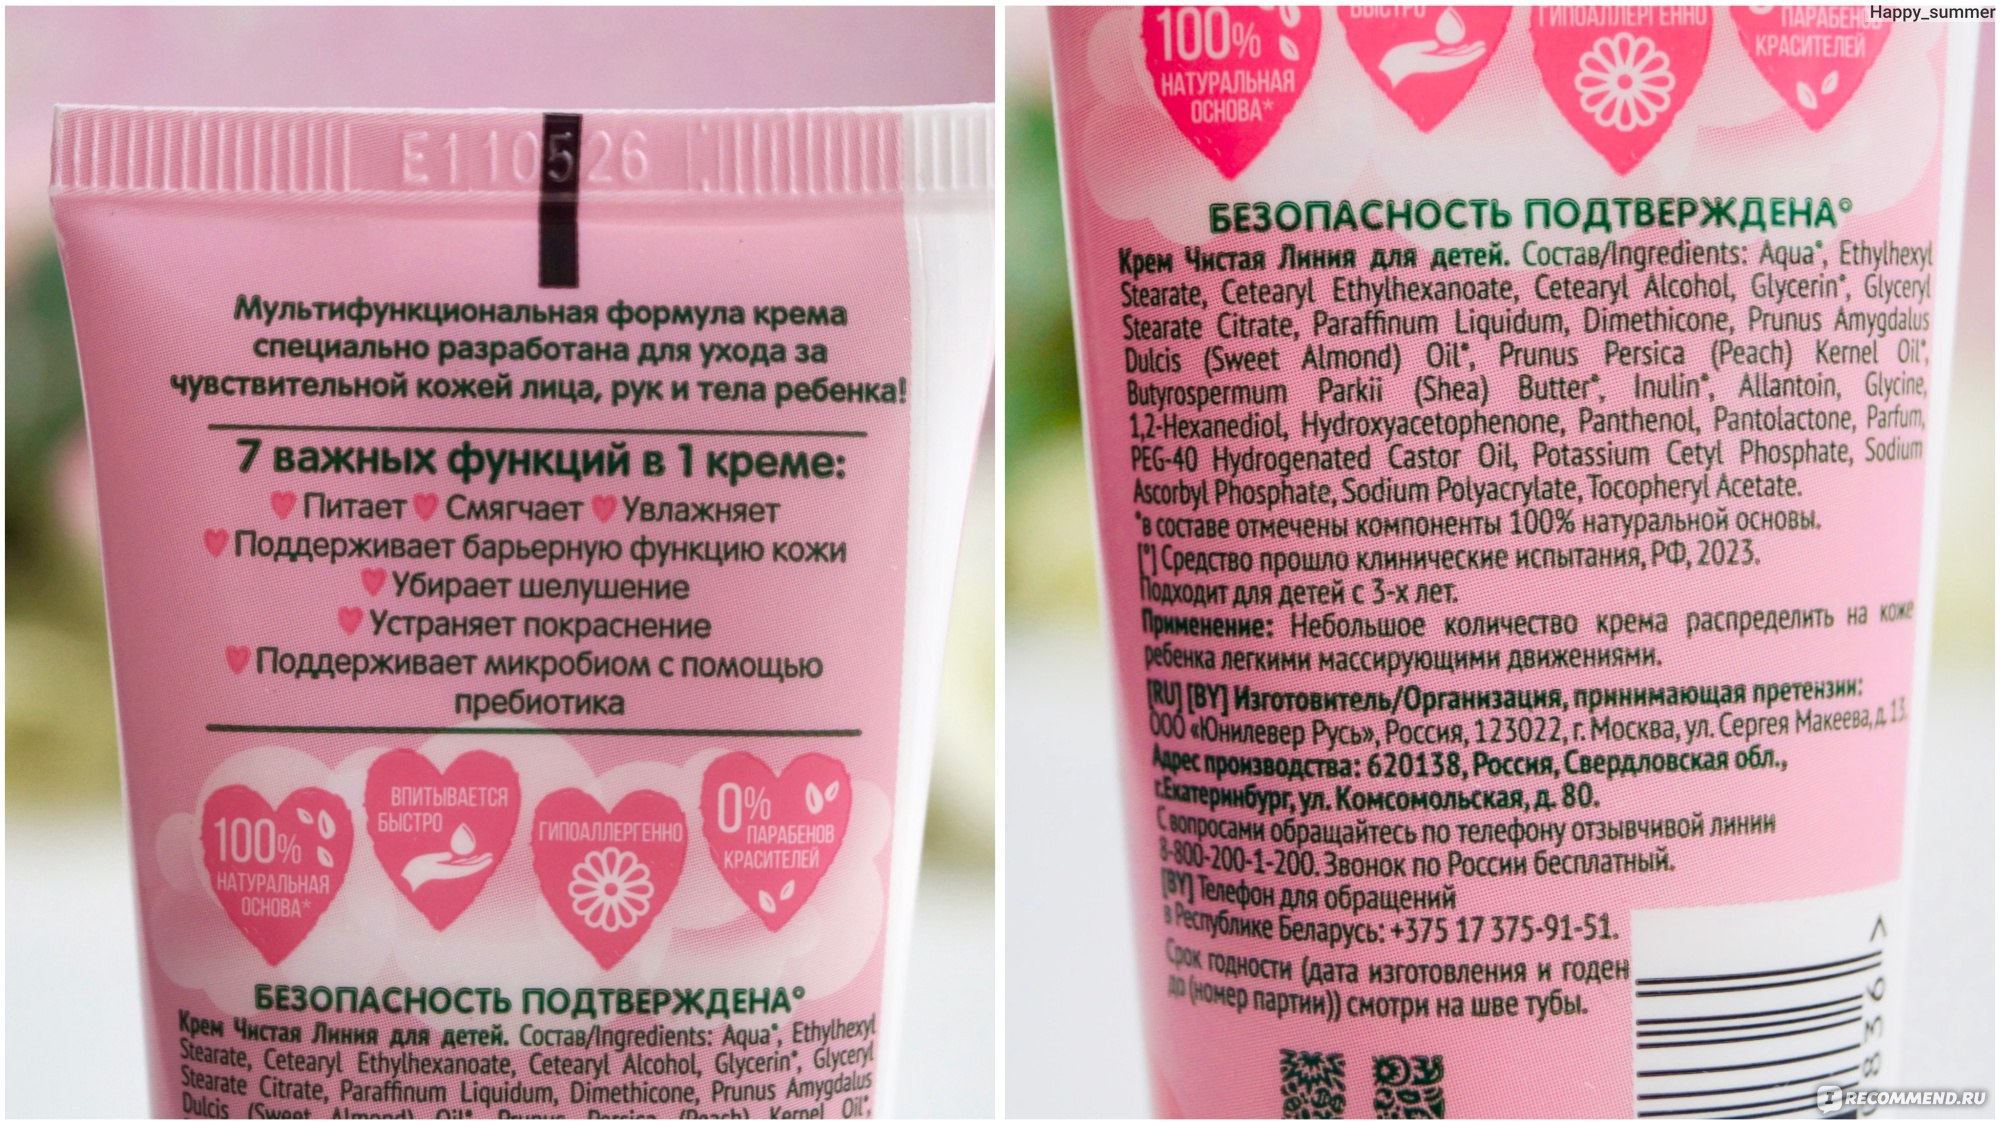 E110526
Мультифункциональная формула крема
специально разработана для ухода за
чувствительной кожей лица, рук и тела ребенка!
7 важных функций в 1 креме:
Питает Смягчает Увлажняет
Поддерживает барьерную функцию кожи
Убирает шелушение
Устраняет покраснение
Поддерживает микробиом с помощью
пребиотика
100%
НАТУРАЛЬНАЯ
ОСНОВА*
ВПИТЫВАЕТСЯ
БЫСТРО
ГИПОАЛЛЕРГЕННО
0%
ПАРАБЕНОВ
КРАСИТЕЛЕЙ
БЕЗОПАСНОСТЬ ПОДТВЕРЖДЕНА°
Крем Чистая Линия для детей. Состав/Ingredients: Aqua*, Ethylhexyl
Stearate, Cetearyl Ethylhexanoate, Cetearyl Alcohol, Glycerin*, Glyceryl
Stearate Citrate, Paraffinum Liquidum, Dimethicone, Prunus Amygdalus
Dulcis (Sweet Almond) Oil*, Prunus Persica (Peach) Kernel Oil*,
Happy_summer
100%
НАТУРАЛЬНАЯ
ОСНОВА*
БЫСТРО
ГИПОАЛЛЕРГЕННО
ПАРАБЕНОВ
КРАСИТЕЛЕЙ
БЕЗОПАСНОСТЬ ПОДТВЕРЖДЕНА°
Крем Чистая Линия для детей. Состав/Ingredients: Aqua*, Ethylhexyl
Stearate, Cetearyl Ethylhexanoate, Cetearyl Alcohol, Glycerin*, Glyceryl
Stearate Citrate, Paraffinum Liquidum, Dimethicone, Prunus Amygdalus
Dulcis (Sweet Almond) Oil*, Prunus Persica (Peach) Kernel Oil*,
Butyrospermum Parkii (Shea) Butter*, Inulin*, Allantoin, Glycine,
1,2-Hexanediol, Hydroxyacetophenone, Panthenol, Pantolactone, Parfum,
PEG-40 Hydrogenated Castor Oil, Potassium Cetyl Phosphate, Sodium
Ascorbyl Phosphate, Sodium Polyacrylate, Tocopheryl Acetate.
*в составе отмечены компоненты 100% натуральной основы.
[°] Средство прошло клинические испытания, РФ, 2023.
Подходит для детей с 3-х лет.
Применение: Небольшое количество крема распределить на коже
ребенка легкими массирующими движениями.
[RU] [BY] Изготовитель/Организация, принимающая претензии:
ООО «Юнилевер Русь», Россия, 123022, г. Москва, ул. Сергея Макеева, д. 13.
Адрес производства: 620138, Россия, Свердловская обл.,
г.Екатеринбург, ул. Комсомольская, д. 80.
С вопросами обращайтесь по телефону отзывчивой линии
8-800-200-1-200. Звонок по России бесплатный.
[BY] Телефон для обращений
в Республике Беларусь: +375 17 375-91-51.
Срок годности (дата изготовления и годен
до (номер партии)) смотри на шве тубы.
RECOMMEND.RU